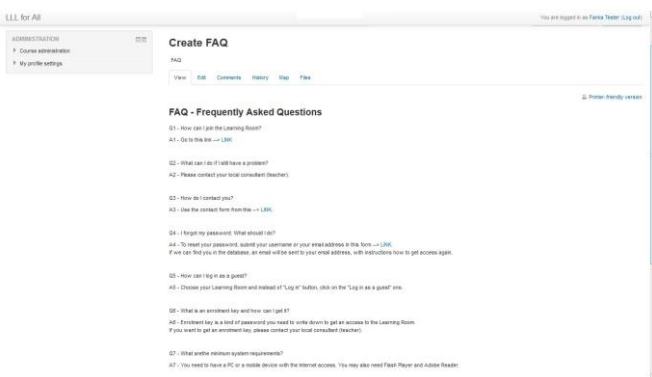 LLL for All
You are logged in as Fanka Tester (Log out)
ADMINISTRATION
Course administration
My profile settings
Create FAQ
FAQ
View Edit Comments History Map Files
Printer-friendly version
FAQ - Frequently Asked Questions
Q1 - How can I join the Learning Room?
A1 - Go to this link --> LINK
Q2 - What can I do if I still have a problem?
A2 - Please contact your local consultant (teacher).
Q3 - How do I contact you?
A3 - Use the contact form from this --> LINK.
Q4 - I forgot my password. What should I do?
A4 - To reset your password, submit your username or your email address in this form --> LINK
If we can find you in the database, an email will be sent to your email address, with instructions how to get access again.
Q5 - How can I log in as a guest?
A5 - Choose your Learning Room and instead of "Log in" button, click on the "Log in as a guest" one.
Q6 - What is an enrolment key and how can I get it?
A6 - Enrolment key is a kind of password you need to write down to get an access to the Learning Room.
If you want to get an enrolment key, please contact your local consultant (teacher).
Q7 - What arethe minimum system requirements?
A7 - You need to have a PC or a mobile device with the Internet access. You may also need Flash Player and Adobe Reader.